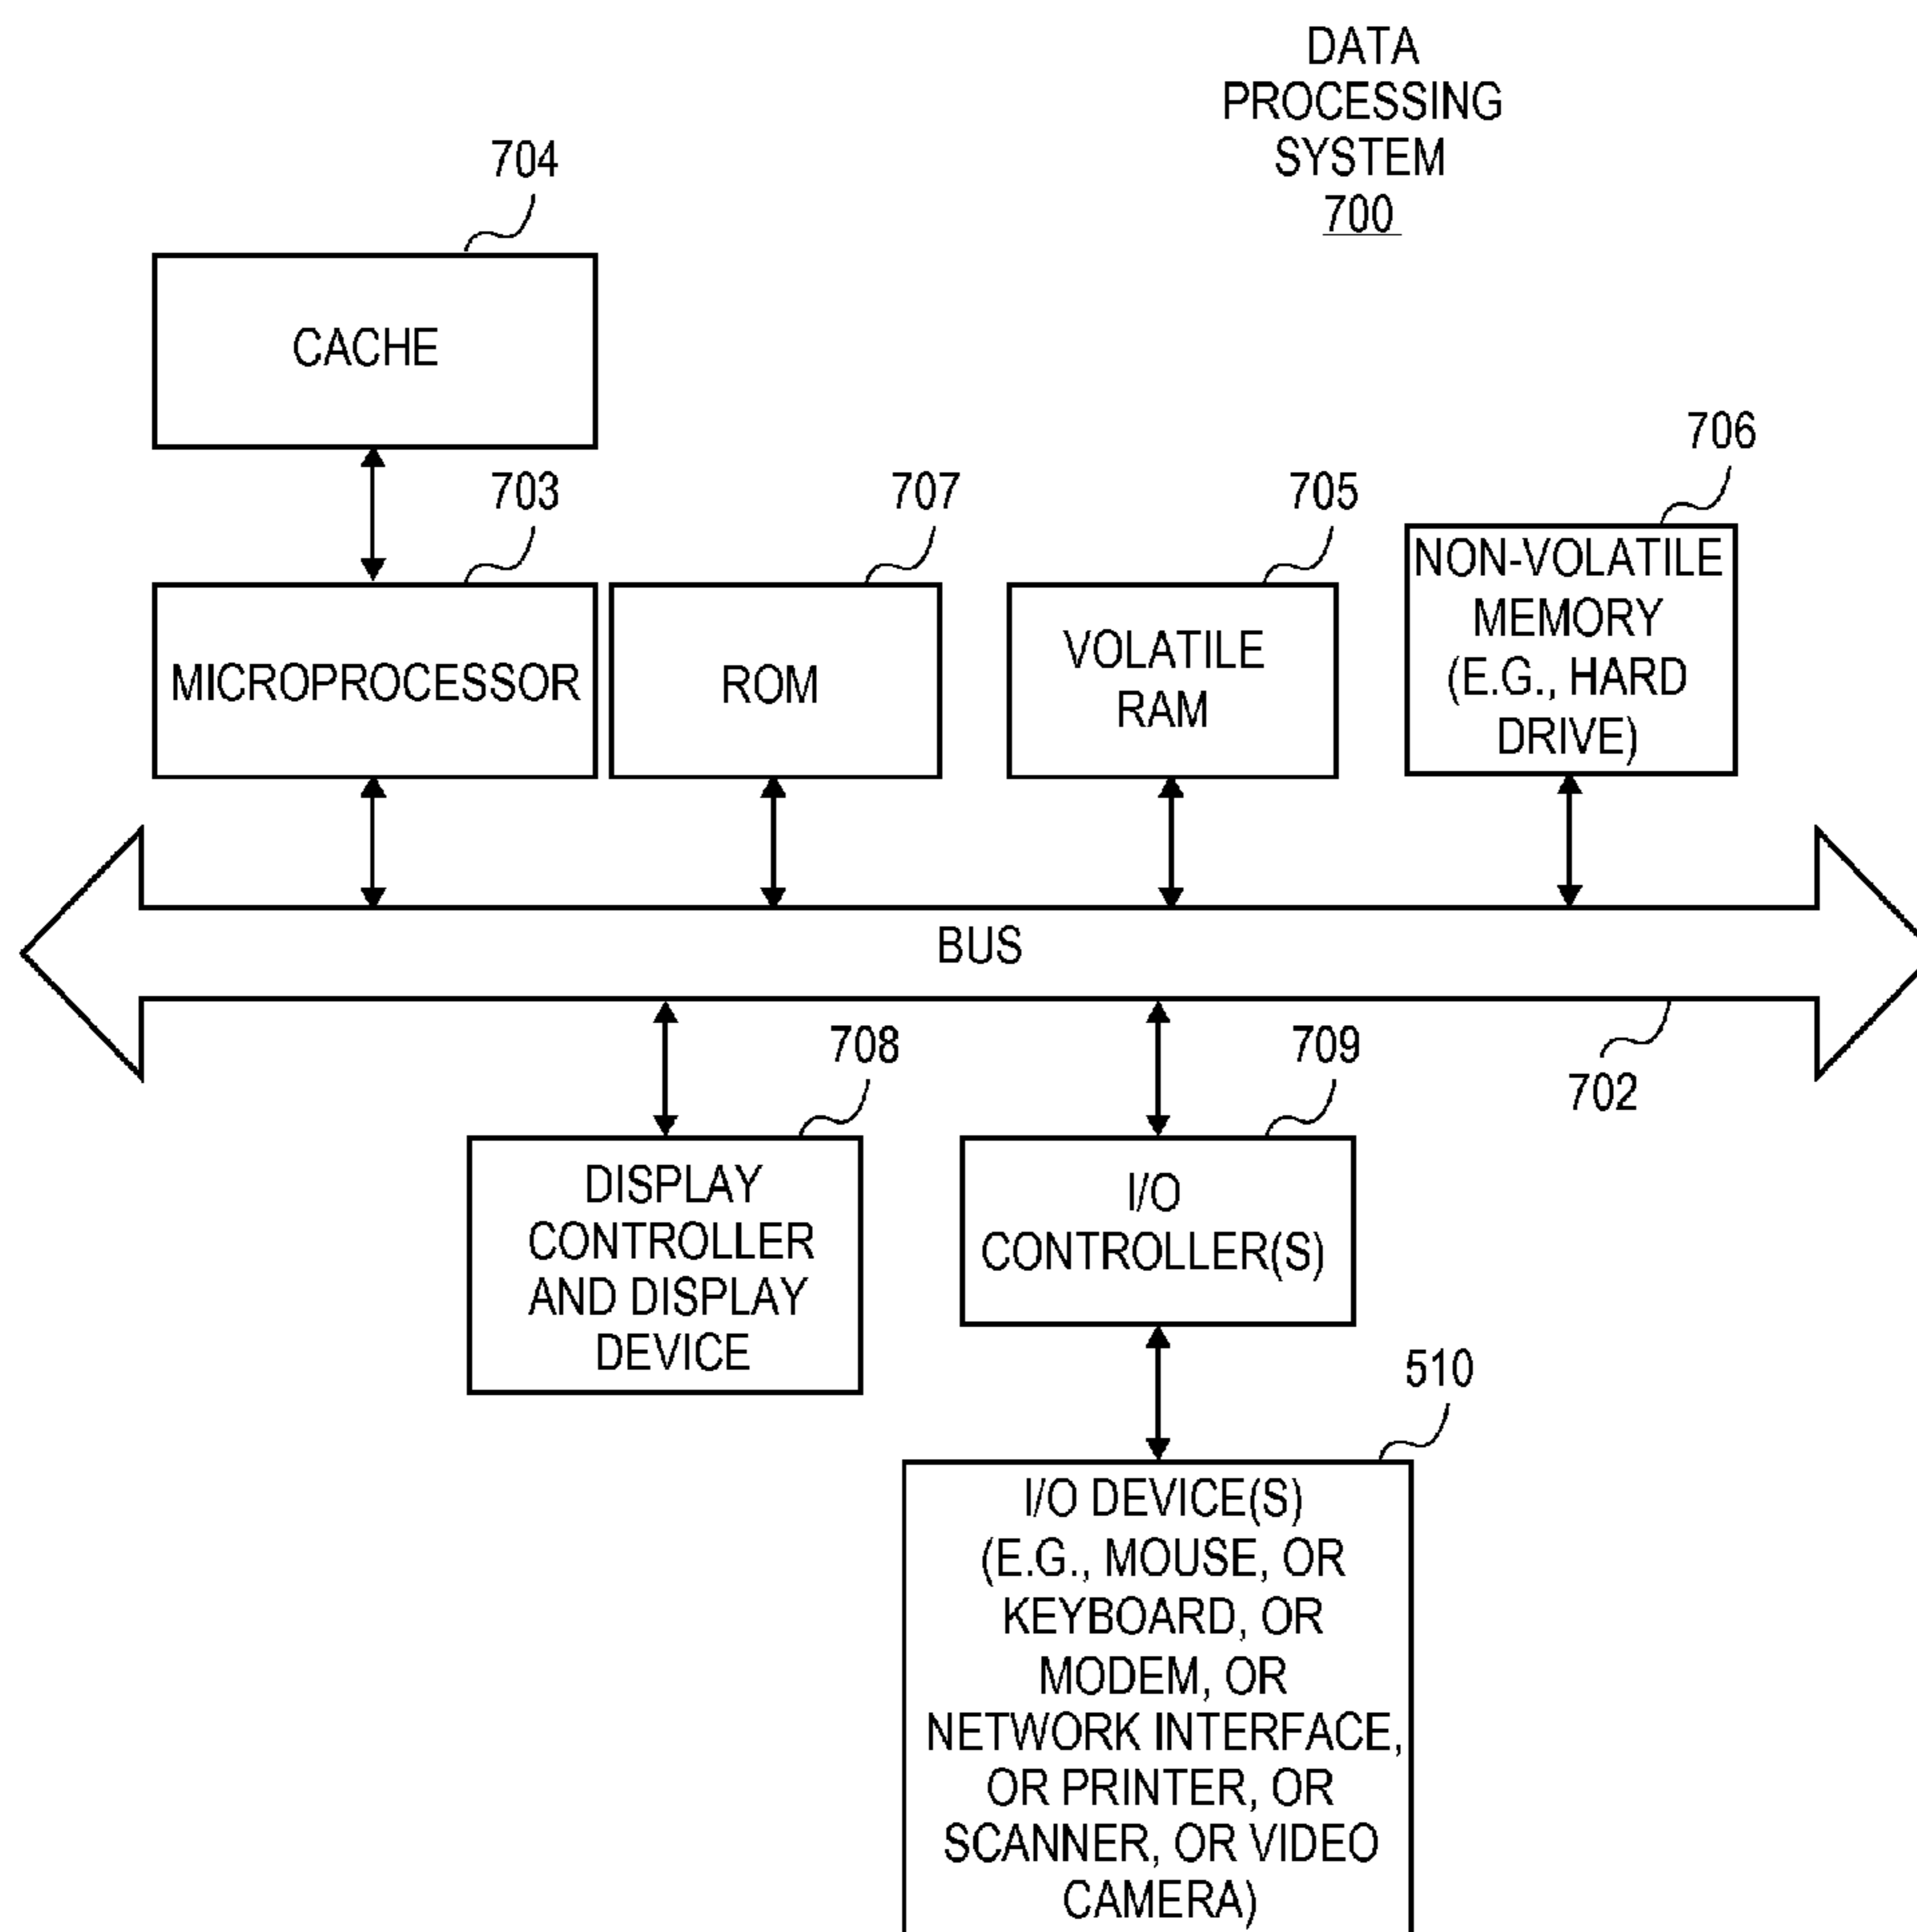 DATA
PROCESSING
SYSTEM
700
704
CACHE
703
707
705
706
MICROPROCESSOR
ROM
VOLATILE
RAM
NON-VOLATILE
MEMORY
(E.G., HARD
DRIVE)
BUS
702
708
709
DISPLAY
CONTROLLER
AND DISPLAY
DEVICE
I/O
CONTROLLER(S)
510
I/O DEVICE(S)
(E.G., MOUSE, OR
KEYBOARD, OR
MODEM, OR
NETWORK INTERFACE,
OR PRINTER, OR
SCANNER, OR VIDEO
CAMERA)